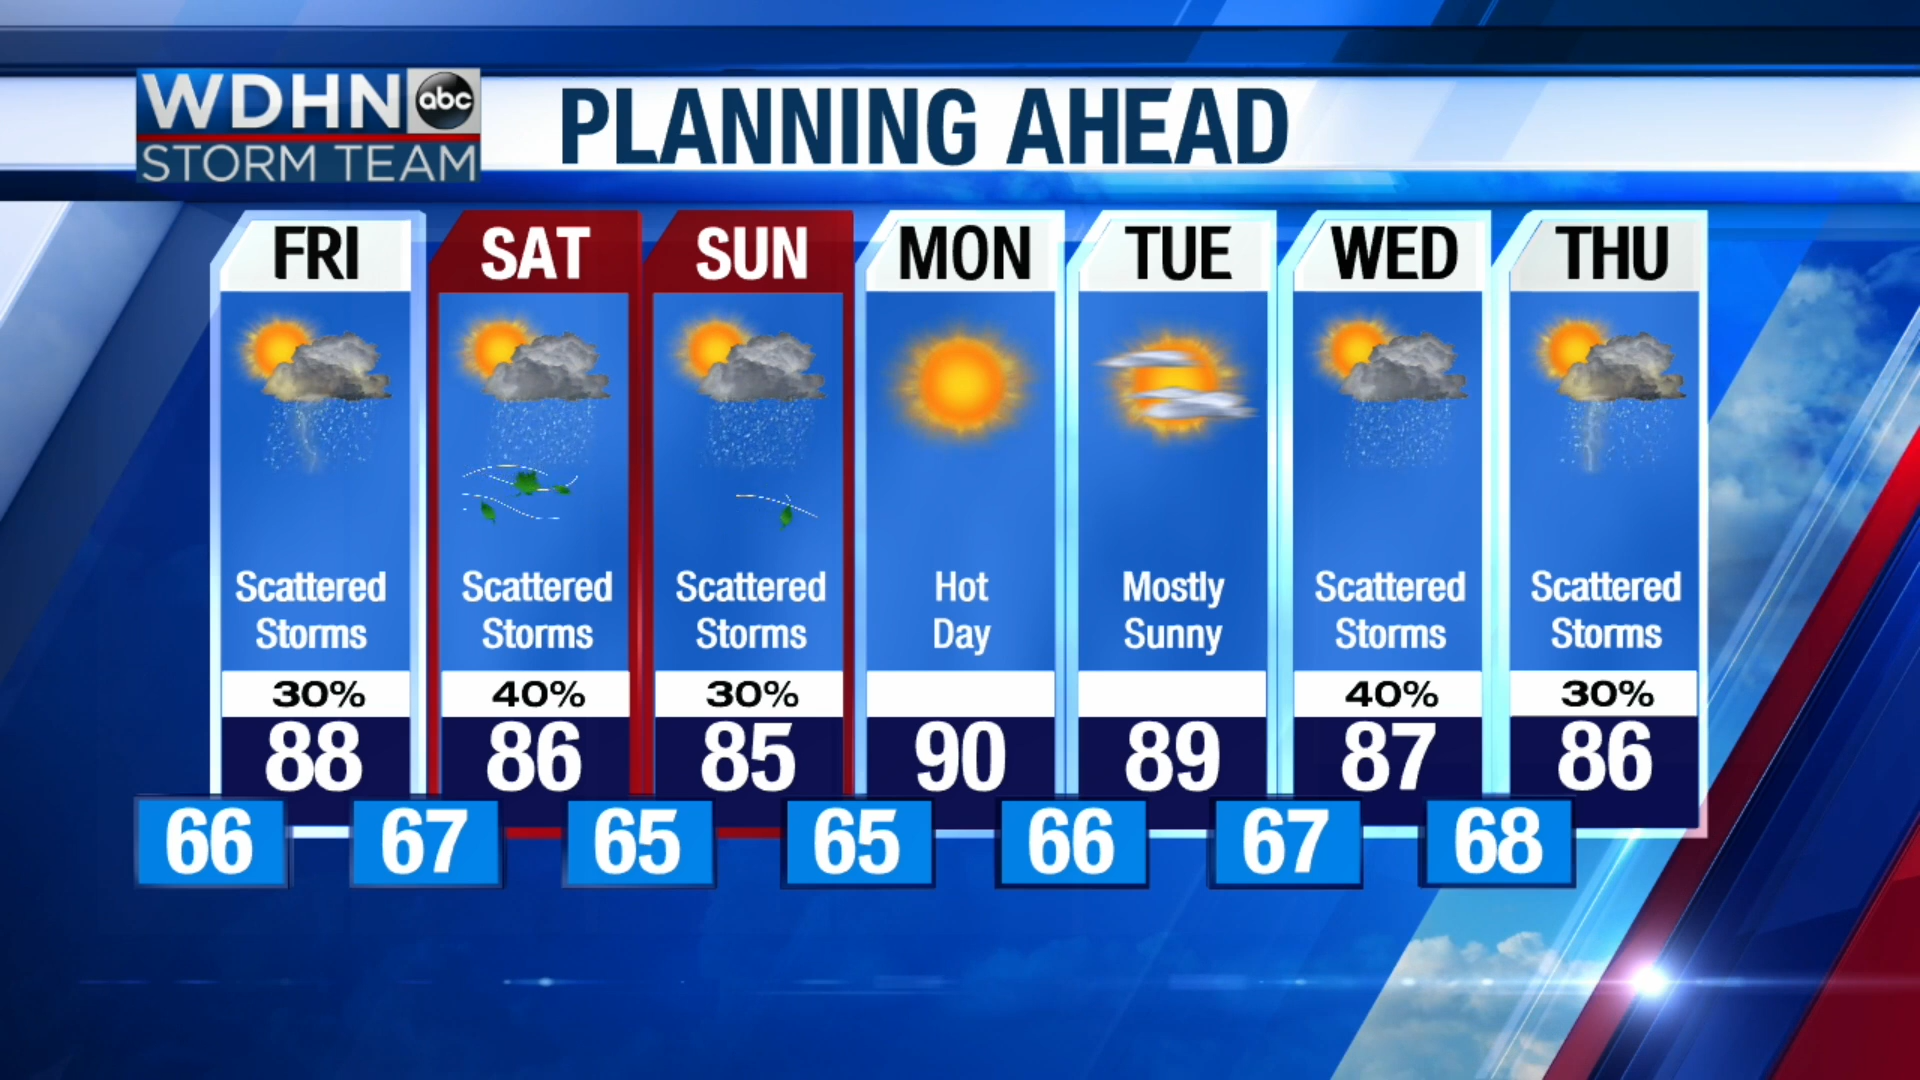 WDHN abc
STORM TEAM
PLANNING AHEAD
FRI SAT SUN MON TUE WED THU
Scattered Scattered Scattered Hot Mostly Scattered Scattered
Storms Storms Storms Day Sunny Storms Storms
30% 40% 30% 40% 30%
88 86 85 90 89 87 86
66 67 65 65 66 67 68